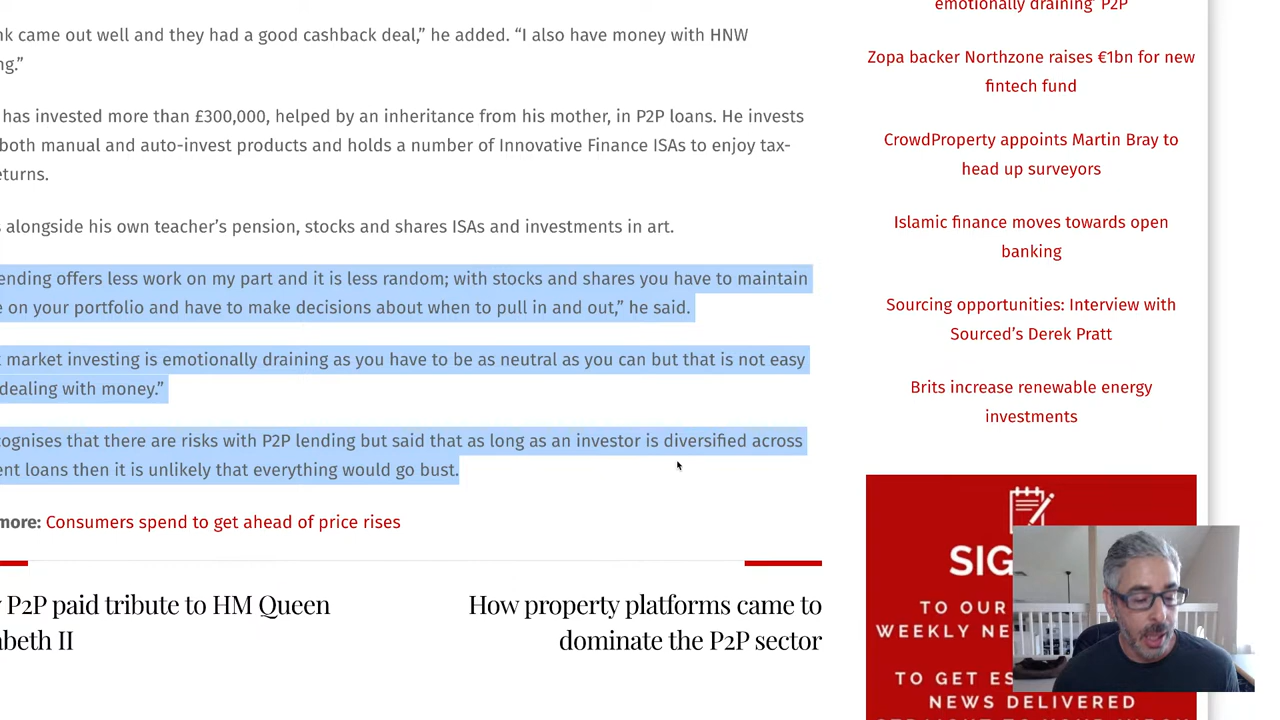 nk came out well and they had a good cashback deal,” he added. “I also have money with HNW
ng.”
has invested more than £300,000, helped by an inheritance from his mother, in P2P loans. He invests
both manual and auto-invest products and holds a number of Innovative Finance ISAs to enjoy tax-
eturns.
alongside his own teacher’s pension, stocks and shares ISAs and investments in art.
ending offers less work on my part and it is less random; with stocks and shares you have to maintain
e on your portfolio and have to make decisions about when to pull in and out,” he said.
market investing is emotionally draining as you have to be as neutral as you can but that is not easy
dealing with money.”
ognises that there are risks with P2P lending but said that as long as an investor is diversified across
ent loans then it is unlikely that everything would go bust.
more: Consumers spend to get ahead of price rises
P2P paid tribute to HM Queen
abeth II
How property platforms came to
dominate the P2P sector
emotionally draining’ P2P
Zopa backer Northzone raises €1bn for new
fintech fund
CrowdProperty appoints Martin Bray to
head up surveyors
Islamic finance moves towards open
banking
Sourcing opportunities: Interview with
Sourced’s Derek Pratt
Brits increase renewable energy
investments
SIG
TO OUR
WEEKLY NE
TO GET ES
NEWS DELIVERED